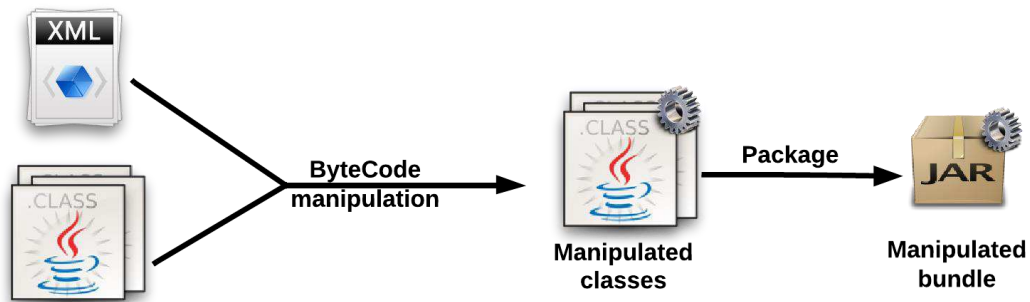 XML
.CLASS
ByteCode
manipulation
.CLASS
Manipulated
classes
Package
JAR
Manipulated
bundle